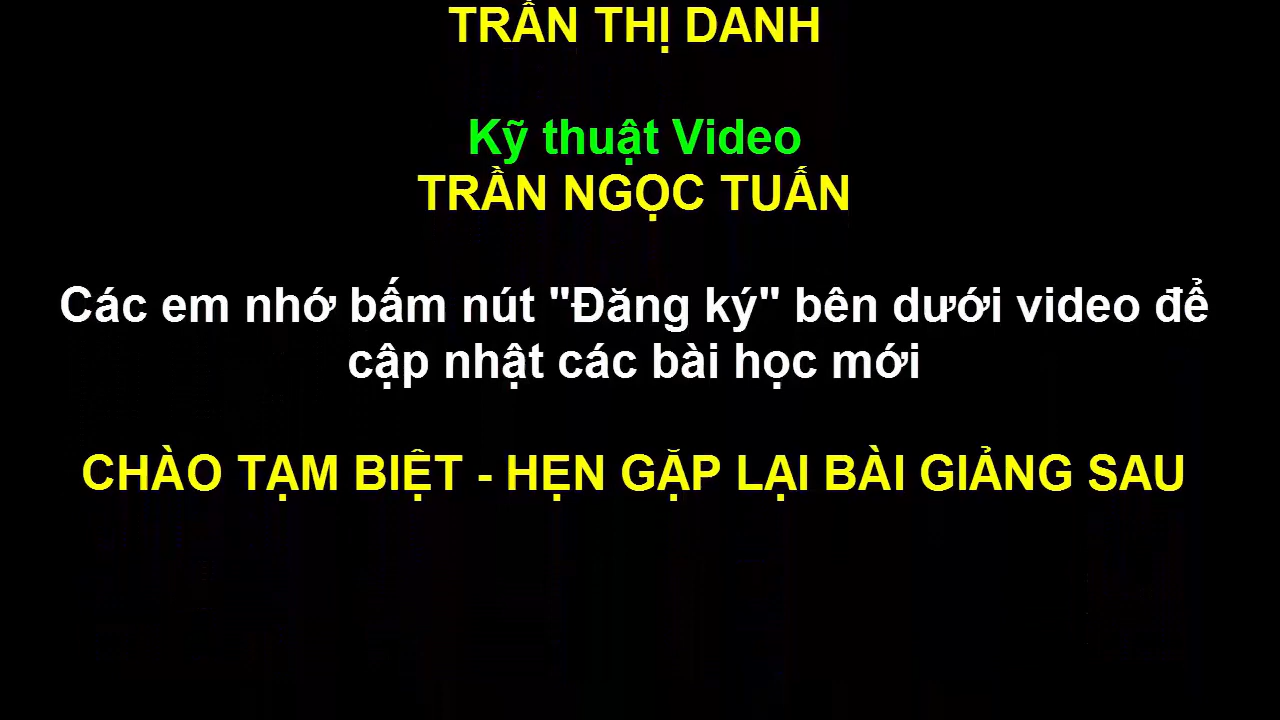 TRẦN THỊ DANH
Kỹ thuật Video
TRẦN NGỌC TUẤN
Các em nhớ bấm nút "Đăng ký" bên dưới video để
cập nhật các bài học mới
CHÀO TẠM BIỆT - HẸN GẶP LẠI BÀI GIẢNG SAU